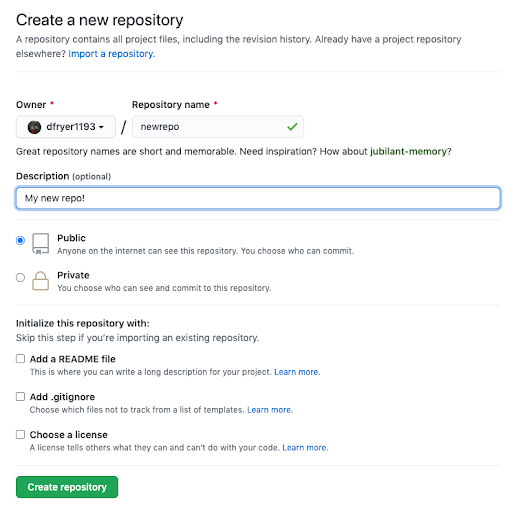 Create a new repository
A repository contains all project files, including the revision history. Already have a project repository
elsewhere? Import a repository.
Owner * Repository name *
dfryer1193 / newrepo
Great repository names are short and memorable. Need inspiration? How about jubilant-memory?
Description (optional)
My new repo!
Public
Anyone on the internet can see this repository. You choose who can commit.
Private
You choose who can see and commit to this repository.
Initialize this repository with:
Skip this step if you're importing an existing repository.
Add a README file
This is where you can write a long description for your project. Learn more.
Add .gitignore
Choose which files not to track from a list of templates. Learn more.
Choose a license
A license tells others what they can and can't do with your code. Learn more.
Create repository